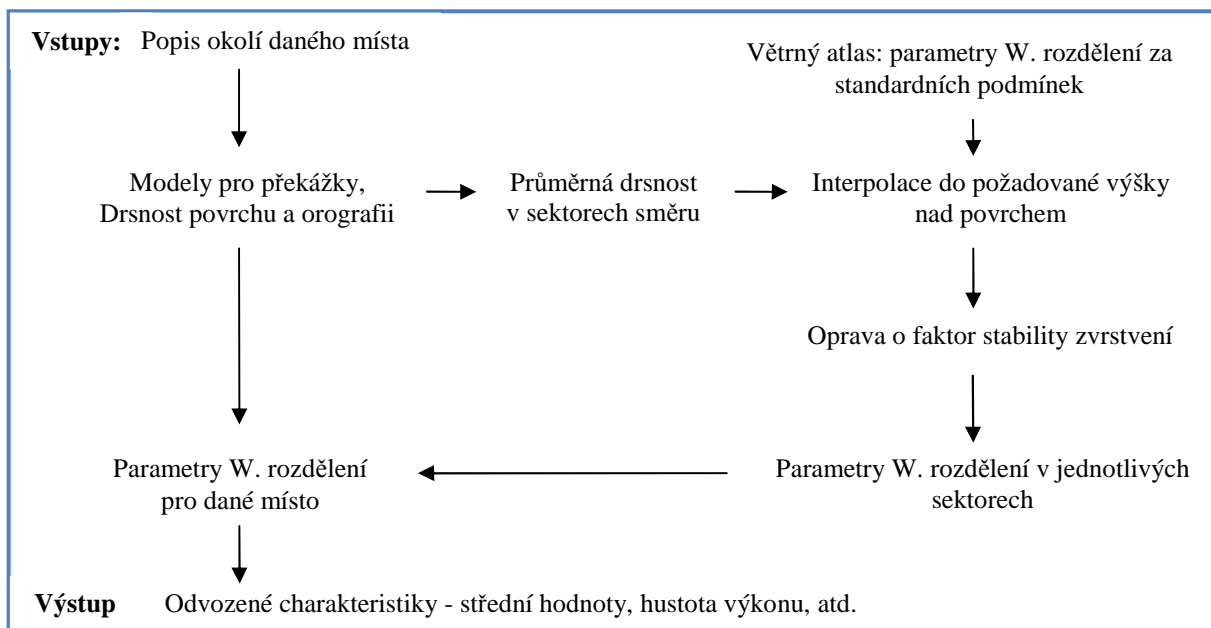 Vstupy: Popis okolí daného místa
Větrný atlas: parametry W. rozdělení za
standardních podmínek
Modely pro překážky,
Drsnost povrchu a orografii
Průměrná drsnost
v sektorech směru
Interpolace do požadované výšky
nad povrchem
Oprava o faktor stability zvrstvení
Parametry W. rozdělení
pro dané místo
Parametry W. rozdělení v jednotlivých
sektorech
Výstup Odvozené charakteristiky - střední hodnoty, hustota výkonu, atd.